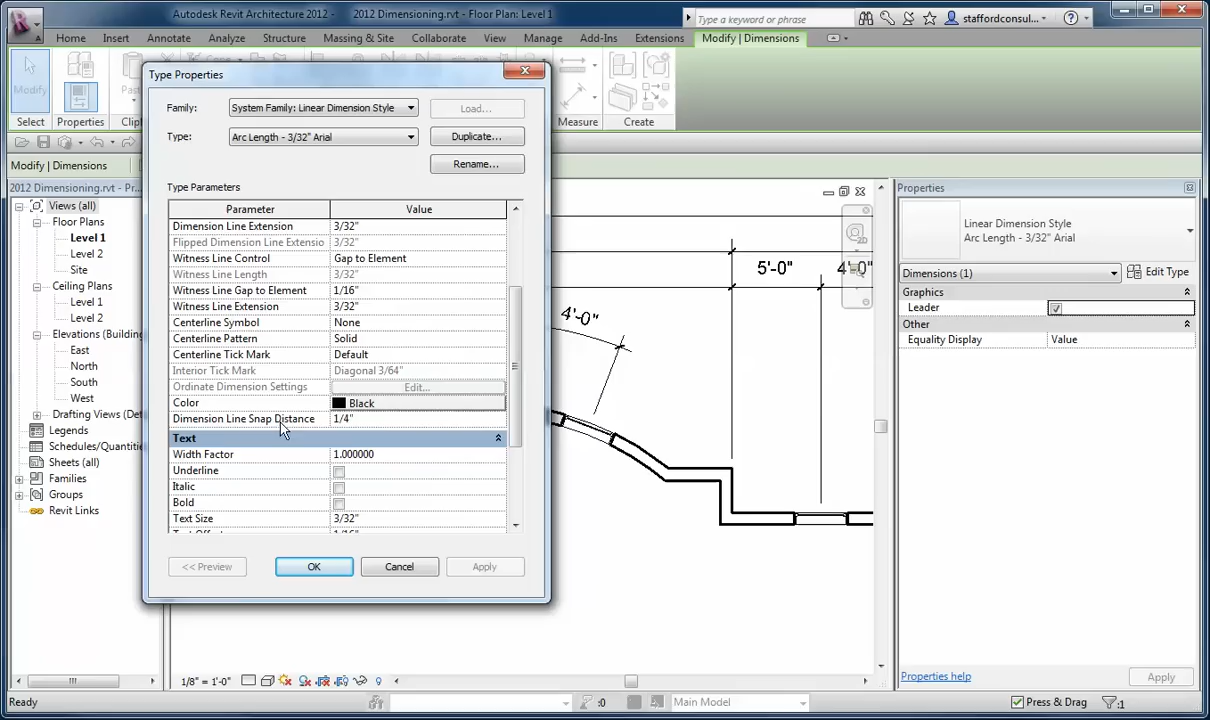 Autodesk Revit Architecture 2012 - 2012 Dimensioning.rvt - Floor Plan: Level 1
Type a keyword or phrase
staffordconsul...
Home Insert Annotate Analyze Structure Massing & Site Collaborate View Manage Add-Ins Extensions Modify | Dimensions
Modify
Select Properties Measure Create
Modify | Dimensions
2012 Dimensioning.rvt - Pr...
Views (all)
Floor Plans
Level 1
Level 2
Site
Ceiling Plans
Level 1
Level 2
Elevations (Building
East
North
South
West
Drafting Views (Det
Legends
Schedules/Quantitie
Sheets (all)
Families
Groups
Revit Links
Type Properties
Family: System Family: Linear Dimension Style Load...
Type: Arc Length - 3/32" Arial Duplicate...
Rename...
Type Parameters
Parameter Value
Dimension Line Extension 3/32"
Flipped Dimension Line Extensio 3/32"
Witness Line Control Gap to Element
Witness Line Length 3/32"
Witness Line Gap to Element 1/16"
Witness Line Extension 3/32"
Centerline Symbol None
Centerline Pattern Solid
Centerline Tick Mark Default
Interior Tick Mark Diagonal 3/64"
Ordinate Dimension Settings Edit...
Color Black
Dimension Line Snap Distance 1/4"
Text
Width Factor 1.000000
Underline
Italic
Bold
Text Size 3/32"
<< Preview OK Cancel Apply
5'-0" 4'-0"
4'-0"
2D
Properties
Linear Dimension Style
Arc Length - 3/32" Arial
Dimensions (1) Edit Type
Graphics
Leader
Other
Equality Display Value
Properties help Apply
1/8" = 1'-0"
Ready :0 Main Model Press & Drag :1